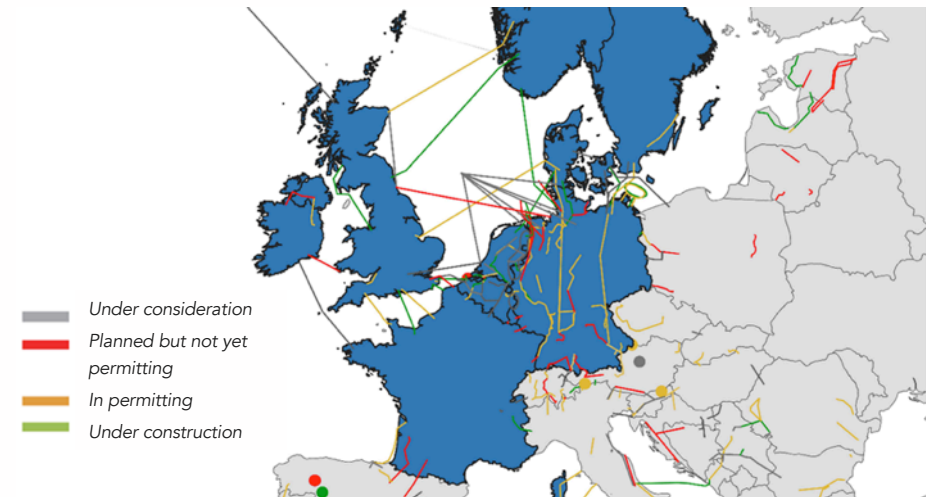 Under consideration
Planned but not yet
permitting
In permitting
Under construction